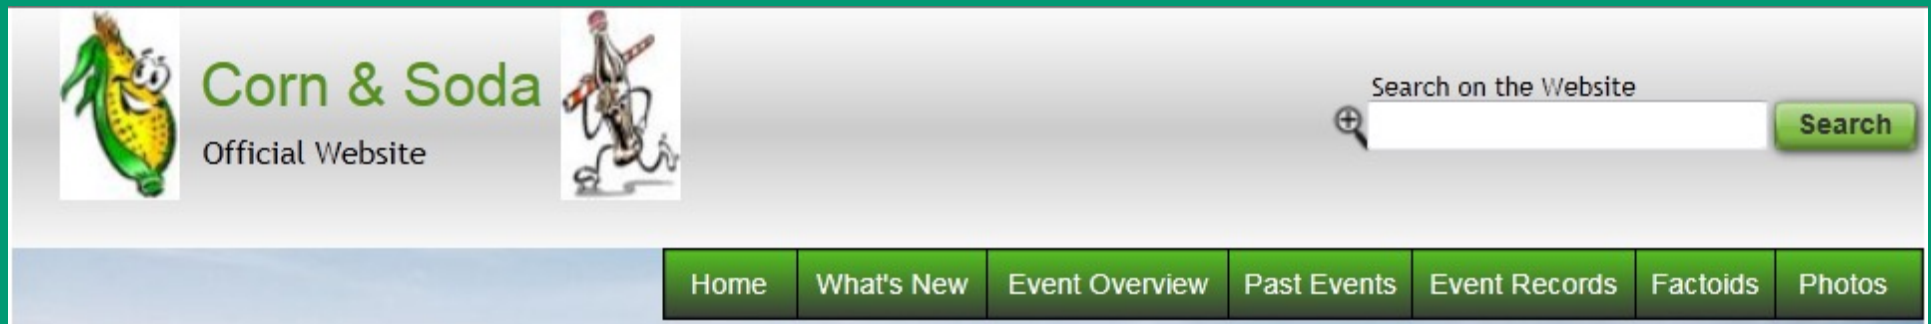 Corn & Soda
Official Website
Search on the Website
Search
Home What's New Event Overview Past Events Event Records Factoids Photos